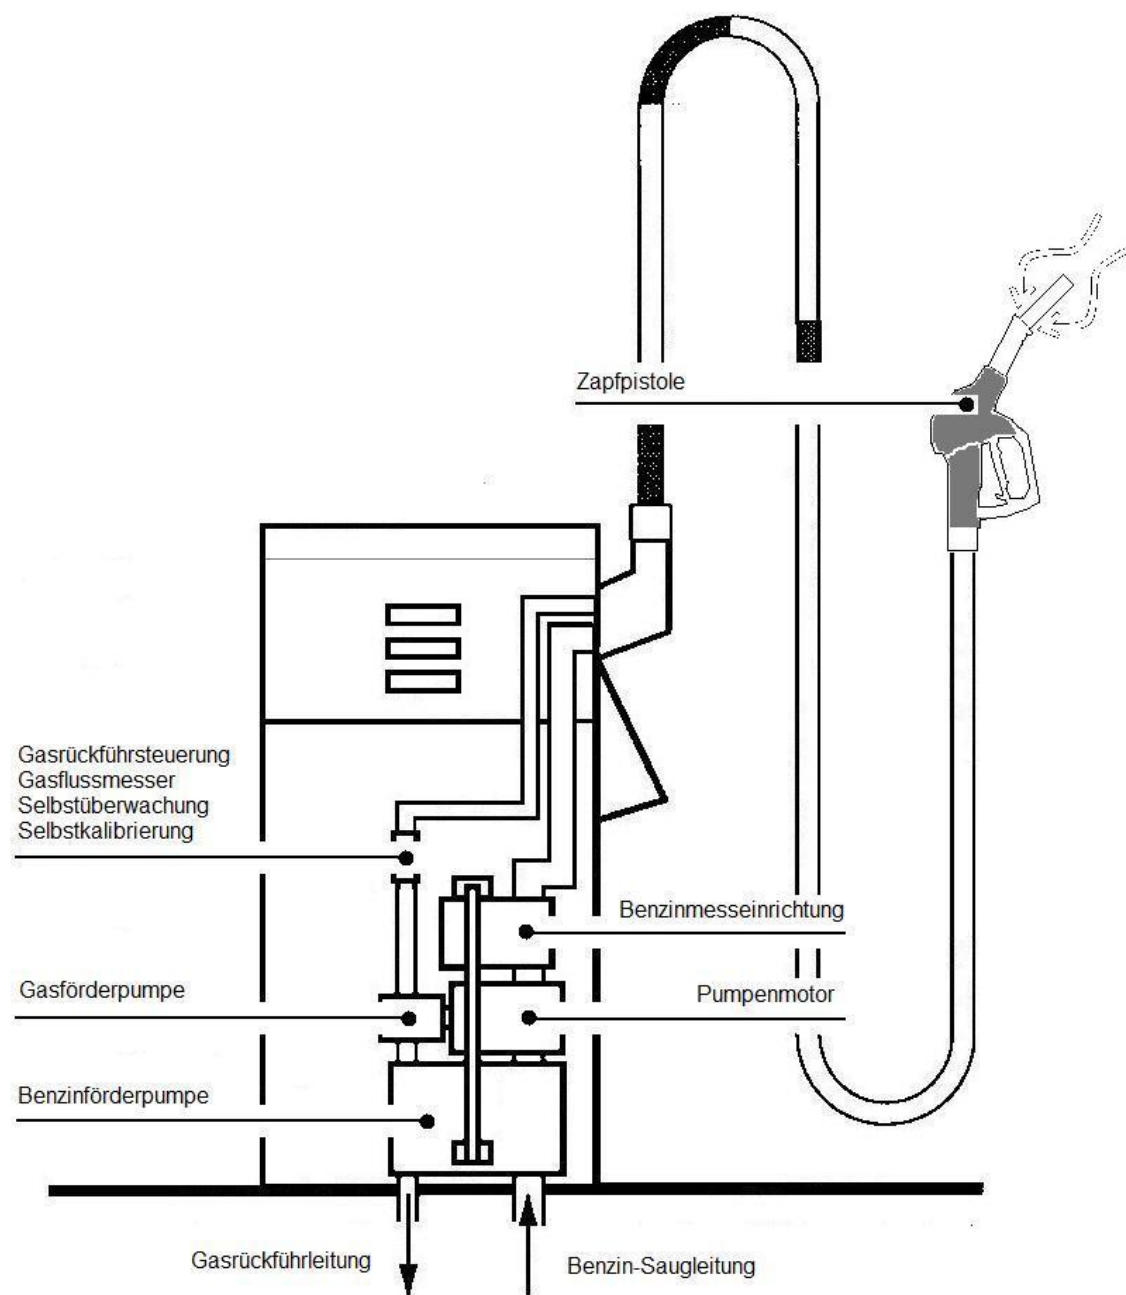 Zapfpistole
Gasrückführsteuerung
Gasflussmesser
Selbstüberwachung
Selbstkalibrierung
Benzinmesseinrichtung
Gasförderpumpe
Pumpenmotor
Benzinförderpumpe
Gasrückführleitung
Benzin-Saugleitung